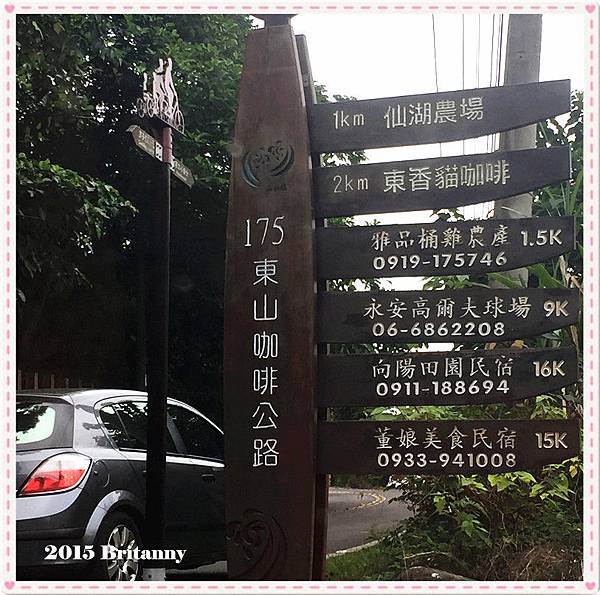 175東山咖啡公路
1km 仙湖農場
2km 東香貓咖啡
雅品桶雞農產 1.5K
0919-175746
永安高爾夫球場 9K
06-6862208
向陽田園民宿 16K
0911-188694
董娘美食民宿 15K
0933-941008
2015 Britanny